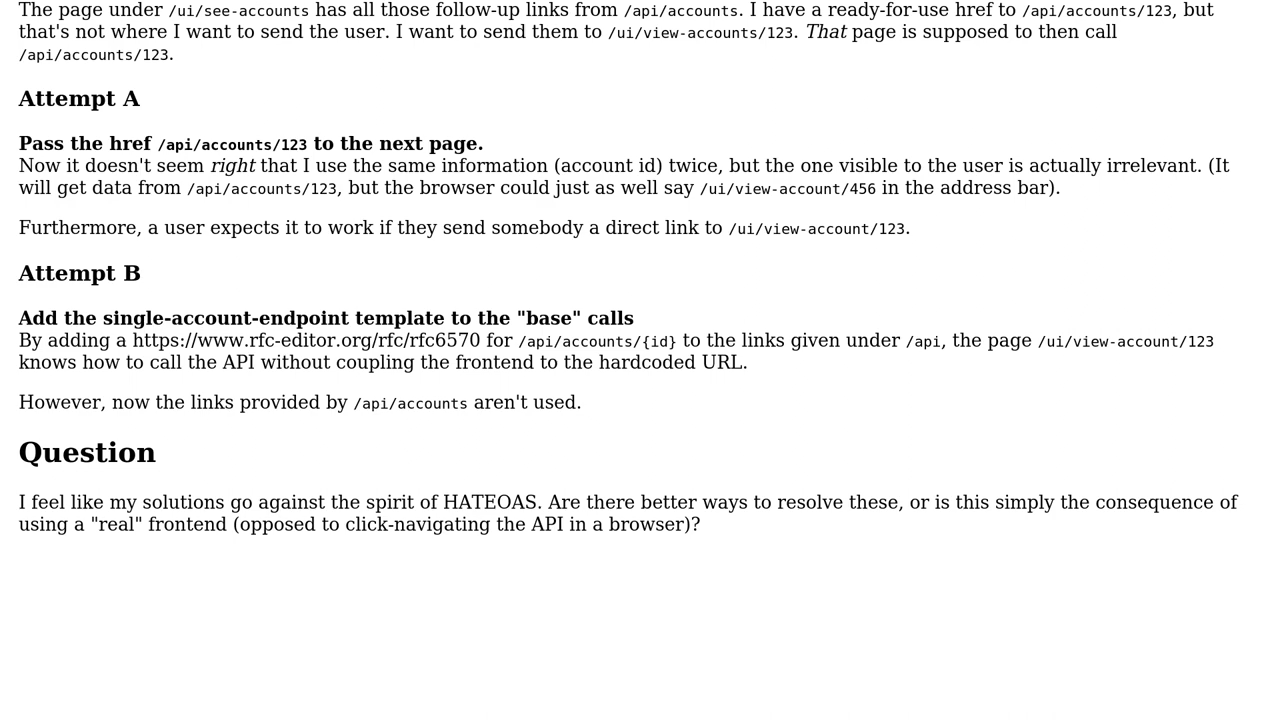 The page under /ui/see-accounts has all those follow-up links from /api/accounts. I have a ready-for-use href to /api/accounts/123, but
that's not where I want to send the user. I want to send them to /ui/view-accounts/123. That page is supposed to then call
/api/accounts/123.
Attempt A
Pass the href /api/accounts/123 to the next page.
Now it doesn't seem right that I use the same information (account id) twice, but the one visible to the user is actually irrelevant. (It
will get data from /api/accounts/123, but the browser could just as well say /ui/view-account/456 in the address bar).
Furthermore, a user expects it to work if they send somebody a direct link to /ui/view-account/123.
Attempt B
Add the single-account-endpoint template to the "base" calls
By adding a https://www.rfc-editor.org/rfc/rfc6570 for /api/accounts/{id} to the links given under /api, the page /ui/view-account/123
knows how to call the API without coupling the frontend to the hardcoded URL.
However, now the links provided by /api/accounts aren't used.
Question
I feel like my solutions go against the spirit of HATEOAS. Are there better ways to resolve these, or is this simply the consequence of
using a "real" frontend (opposed to click-navigating the API in a browser)?